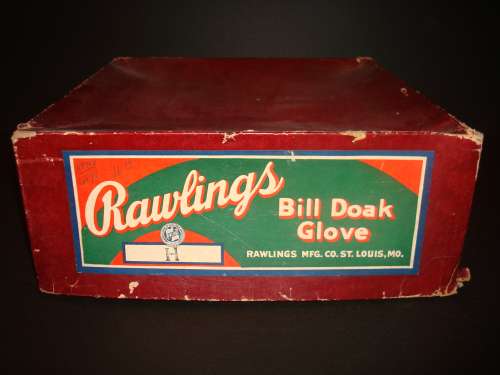 Rawlings
Bill Doak
Glove
RAWLINGS MFG. CO. ST. LOUIS, MO.
H